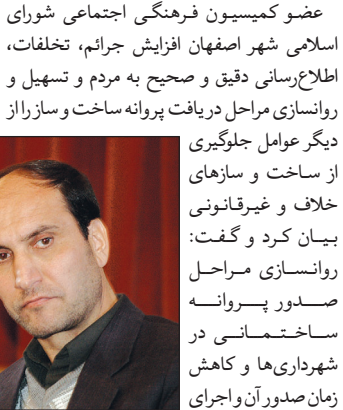 عضو کمیسیون فرهنگی اجتماعی شورای
اسلامی شهر اصفهان افزایش جرائم، تخلفات،
اطلاع‌رسانی دقیق و صحیح به مردم و تسهیل و
روانسازی مراحل دریافت پروانه ساخت و ساز را از
دیگر عوامل جلوگیری
از ساخت و سازهای
خلاف و غیرقانونی
بیان کرد و گفت:
روانسازی مراحل
صدور پروانه
ساختمانی در
شهرداری‌ها و کاهش
زمان صدور آن و اجرای